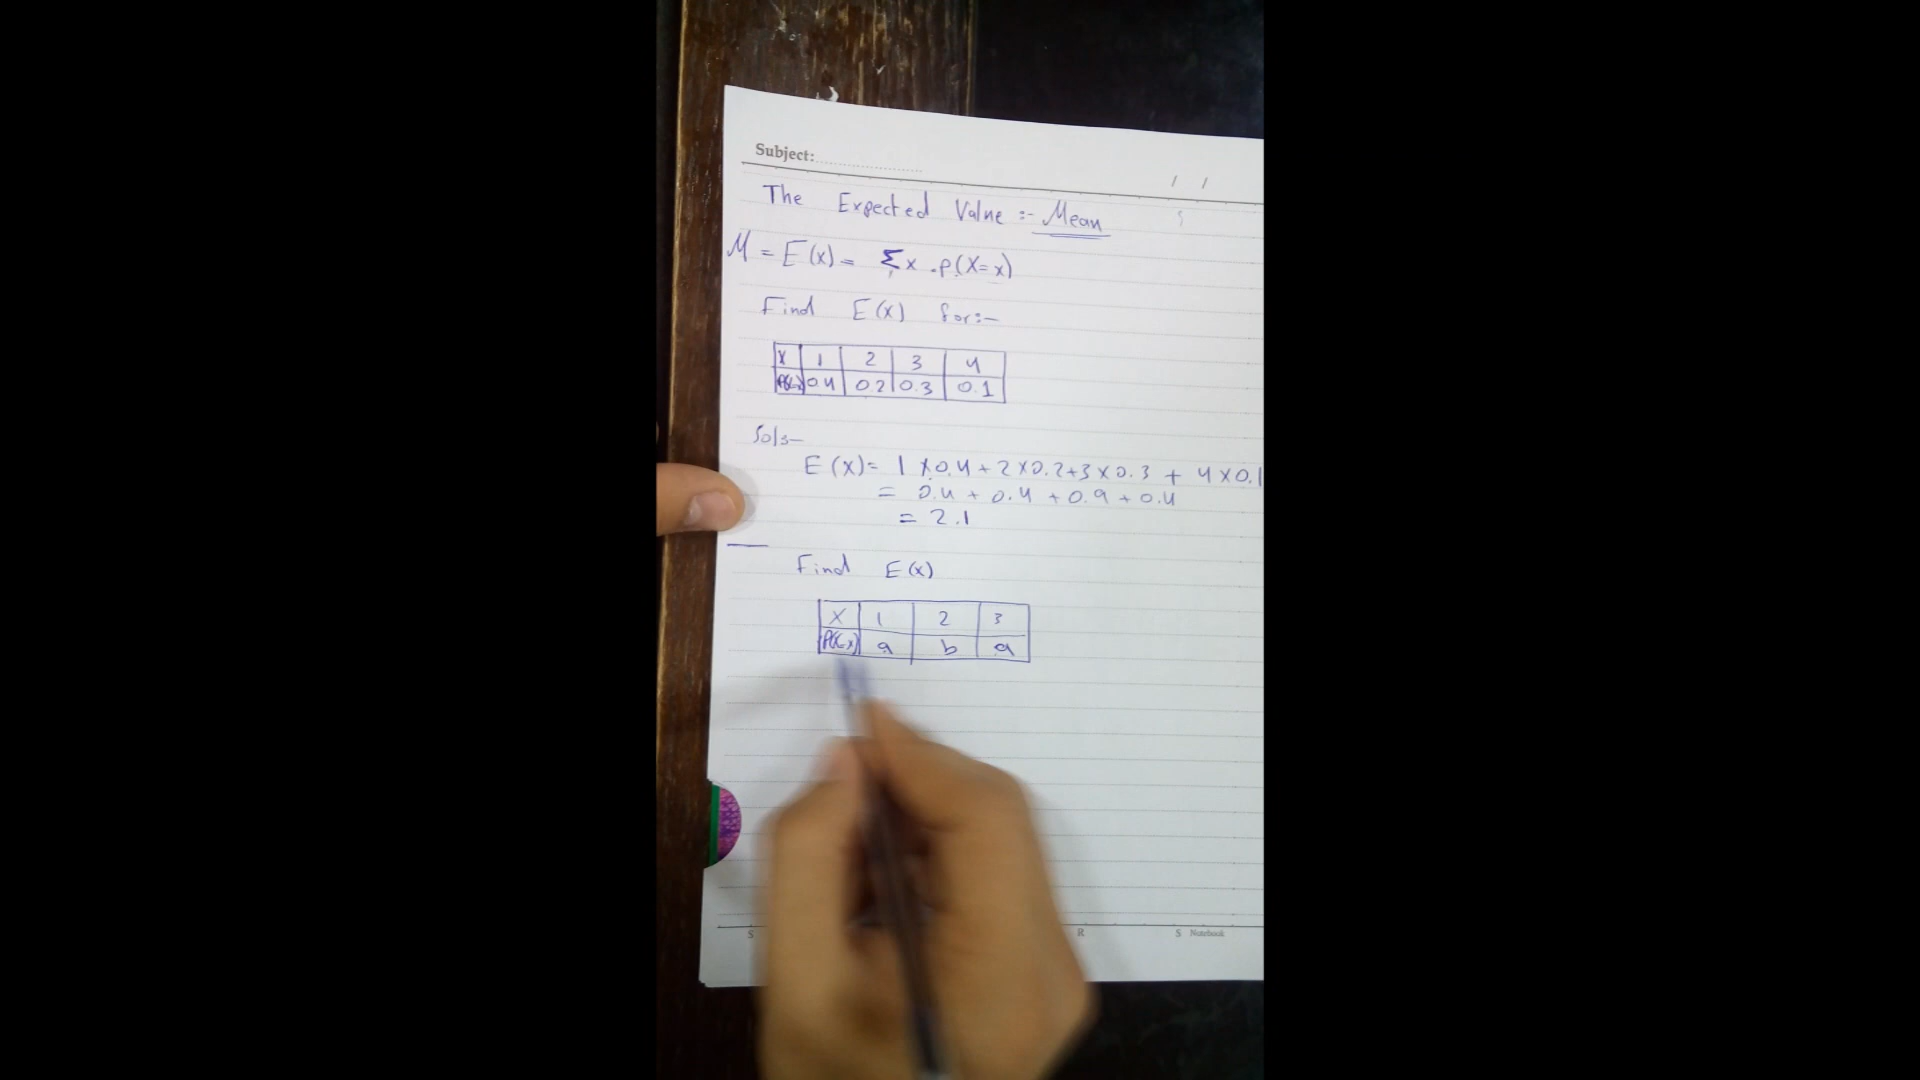 Subject:
/ /
The Expected Value :- Mean
M = E(x) = Σx .p(X=x)
Find E(x) for:-
X 1 2 3 4
0.4 0.2 0.3 0.1
Sol:-
E(x)= 1 x 0.4 + 2 x 0.2 + 3 x 0.3 + 4 x 0.1
= 0.4 + 0.4 + 0.9 + 0.4
= 2.1
Find E(x)
X 1 2 3
a b a
S R S Notebook